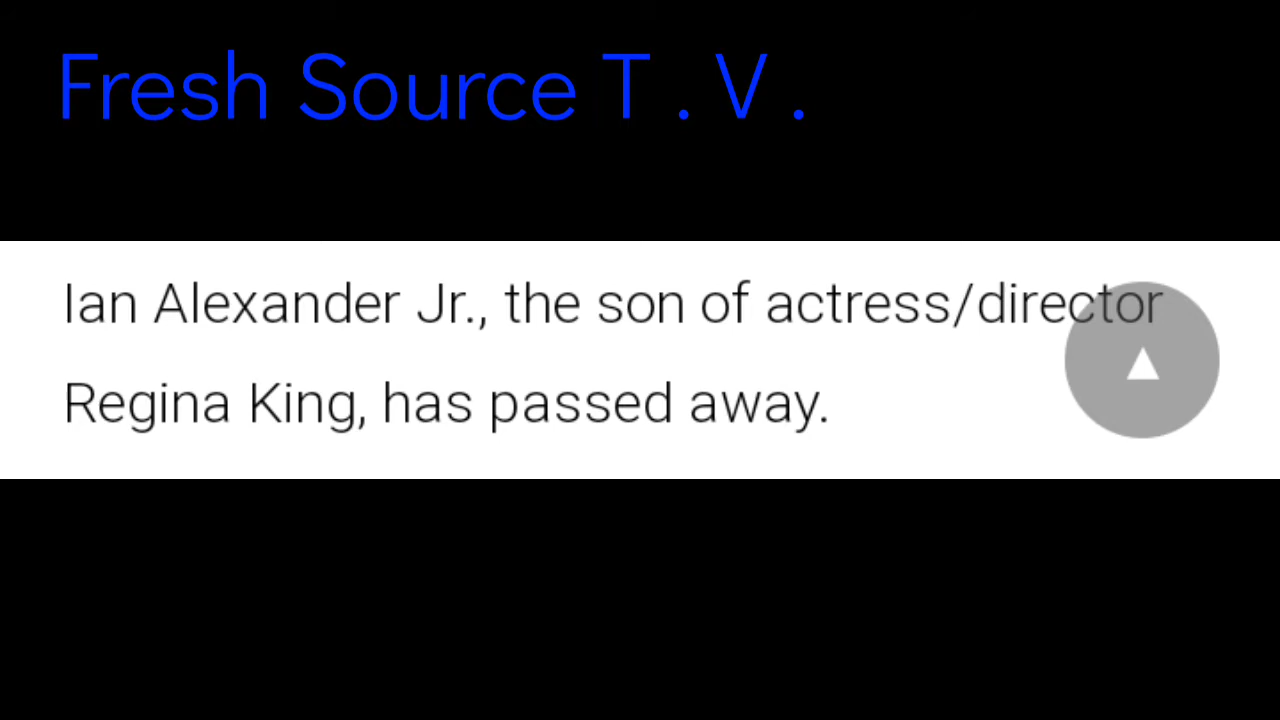 Fresh Source T . V .
Ian Alexander Jr., the son of actress/director
Regina King, has passed away.